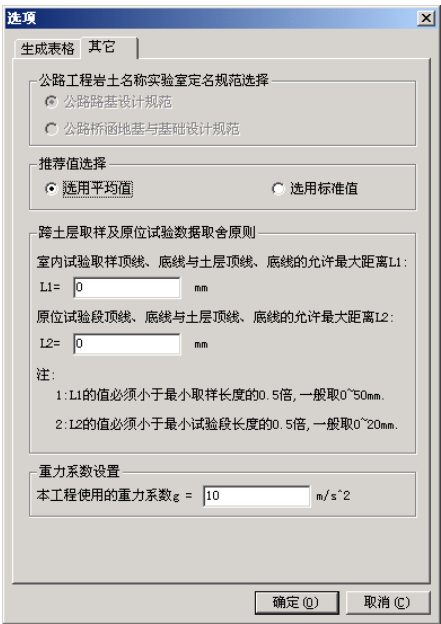 选项
生成表格 其它
公路工程岩土名称实验室定名规范选择
公路路基设计规范
公路桥涵地基与基础设计规范
推荐值选择
选用平均值 选用标准值
跨土层取样及原位试验数据取舍原则
室内试验取样顶线、底线与土层顶线、底线的允许最大距离L1:
L1= 0 mm
原位试验段顶线、底线与土层顶线、底线的允许最大距离L2:
L2= 0 mm
注:
1:L1的值必须小于最小取样长度的0.5倍,一般取0~50mm.
2:L2的值必须小于最小试验段长度的0.5倍,一般取0~20mm.
重力系数设置
本工程使用的重力系数g = 10 m/s^2
确定(O) 取消(C)